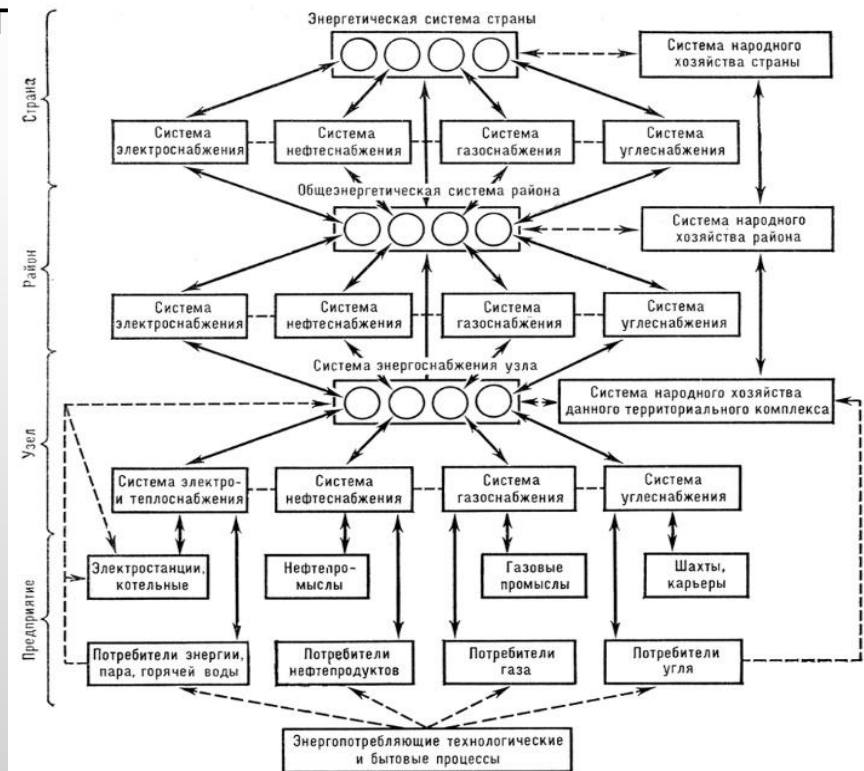 Энергетическая система страны
Система народного
хозяйства страны
Страна
Система
электроснабжения
Система
нефтеснабжения
Система
газоснабжения
Система
углеснабжения
Общеэнергетическая система района
Система народного
хозяйства района
Район
Система
электроснабжения
Система
нефтеснабжения
Система
газоснабжения
Система
углеснабжения
Система энергоснабжения узла
Система народного хозяйства
данного территориального комплекса
Узел
Система электро-
и теплоснабжения
Система
нефтеснабжения
Система
газоснабжения
Система
углеснабжения
Предприятие
Электростанции,
котельные
Нефтепро-
мыслы
Газовые
промыслы
Шахты,
карьеры
Потребители энергии,
пара, горячей воды
Потребители
нефтепродуктов
Потребители
газа
Потребители
угля
Энергопотребляющие технологические
и бытовые процессы